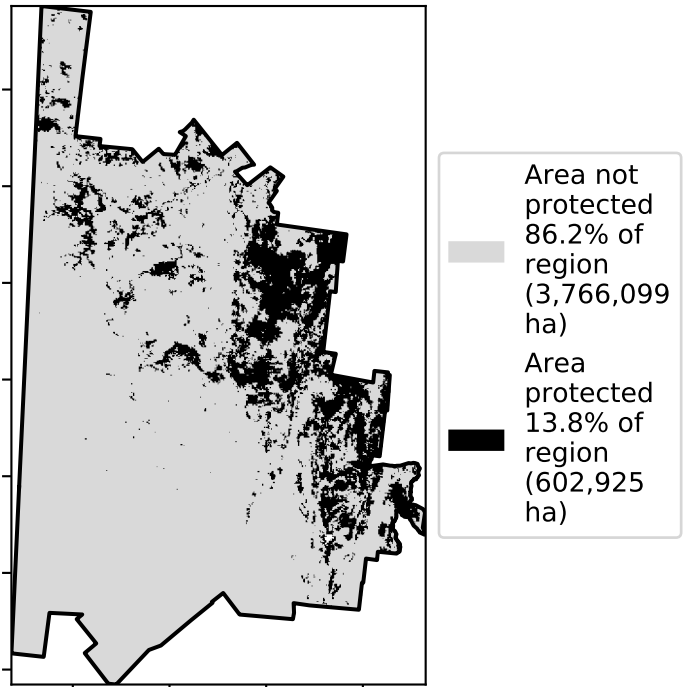 Area not
protected
86.2% of
region
(3,766,099
ha)
Area
protected
13.8% of
region
(602,925
ha)